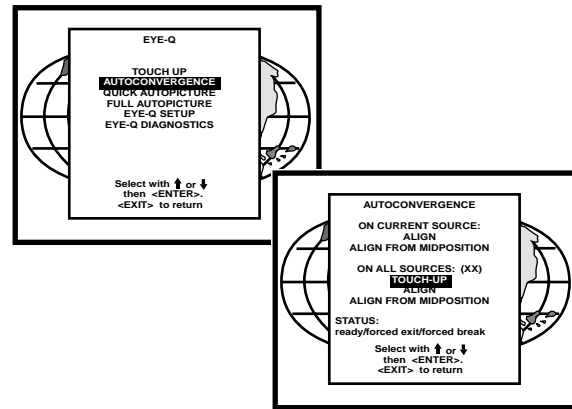 EYE-Q
TOUCH UP
AUTOCONVERGENCE
QUICK AUTOPICTURE
FULL AUTOPICTURE
EYE-Q SETUP
EYE-Q DIAGNOSTICS
Select with ⬆ or ⬇
then <ENTER>.
<EXIT> to return
AUTOCONVERGENCE
ON CURRENT SOURCE:
ALIGN
ALIGN FROM MIDPOSITION
ON ALL SOURCES: (XX)
TOUCH-UP
ALIGN
ALIGN FROM MIDPOSITION
STATUS:
ready/forced exit/forced break
Select with ⬆ or ⬇
then <ENTER>.
<EXIT> to return